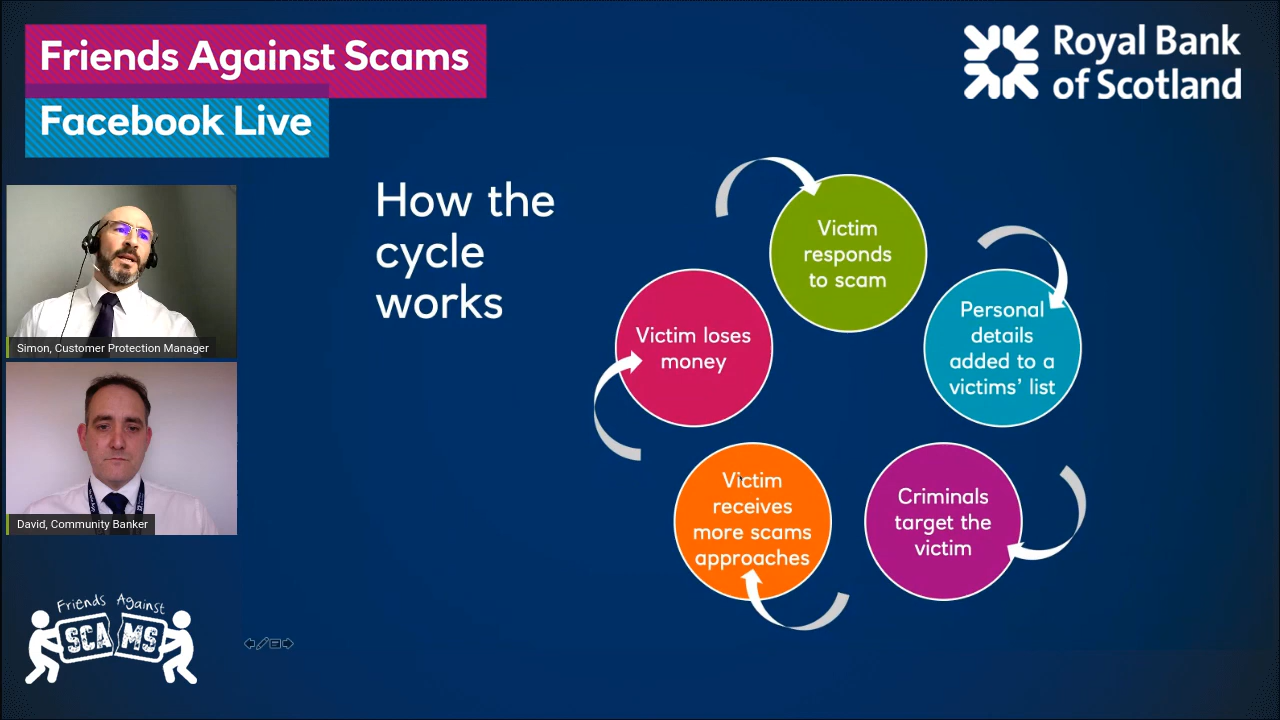 Friends Against Scams
Facebook Live
Royal Bank
of Scotland
Simon, Customer Protection Manager
David, Community Banker
Friends Against
SCAMS
How the
cycle
works
Victim
responds
to scam
Personal
details
added to a
victims' list
Criminals
target the
victim
Victim
receives
more scams
approaches
Victim loses
money